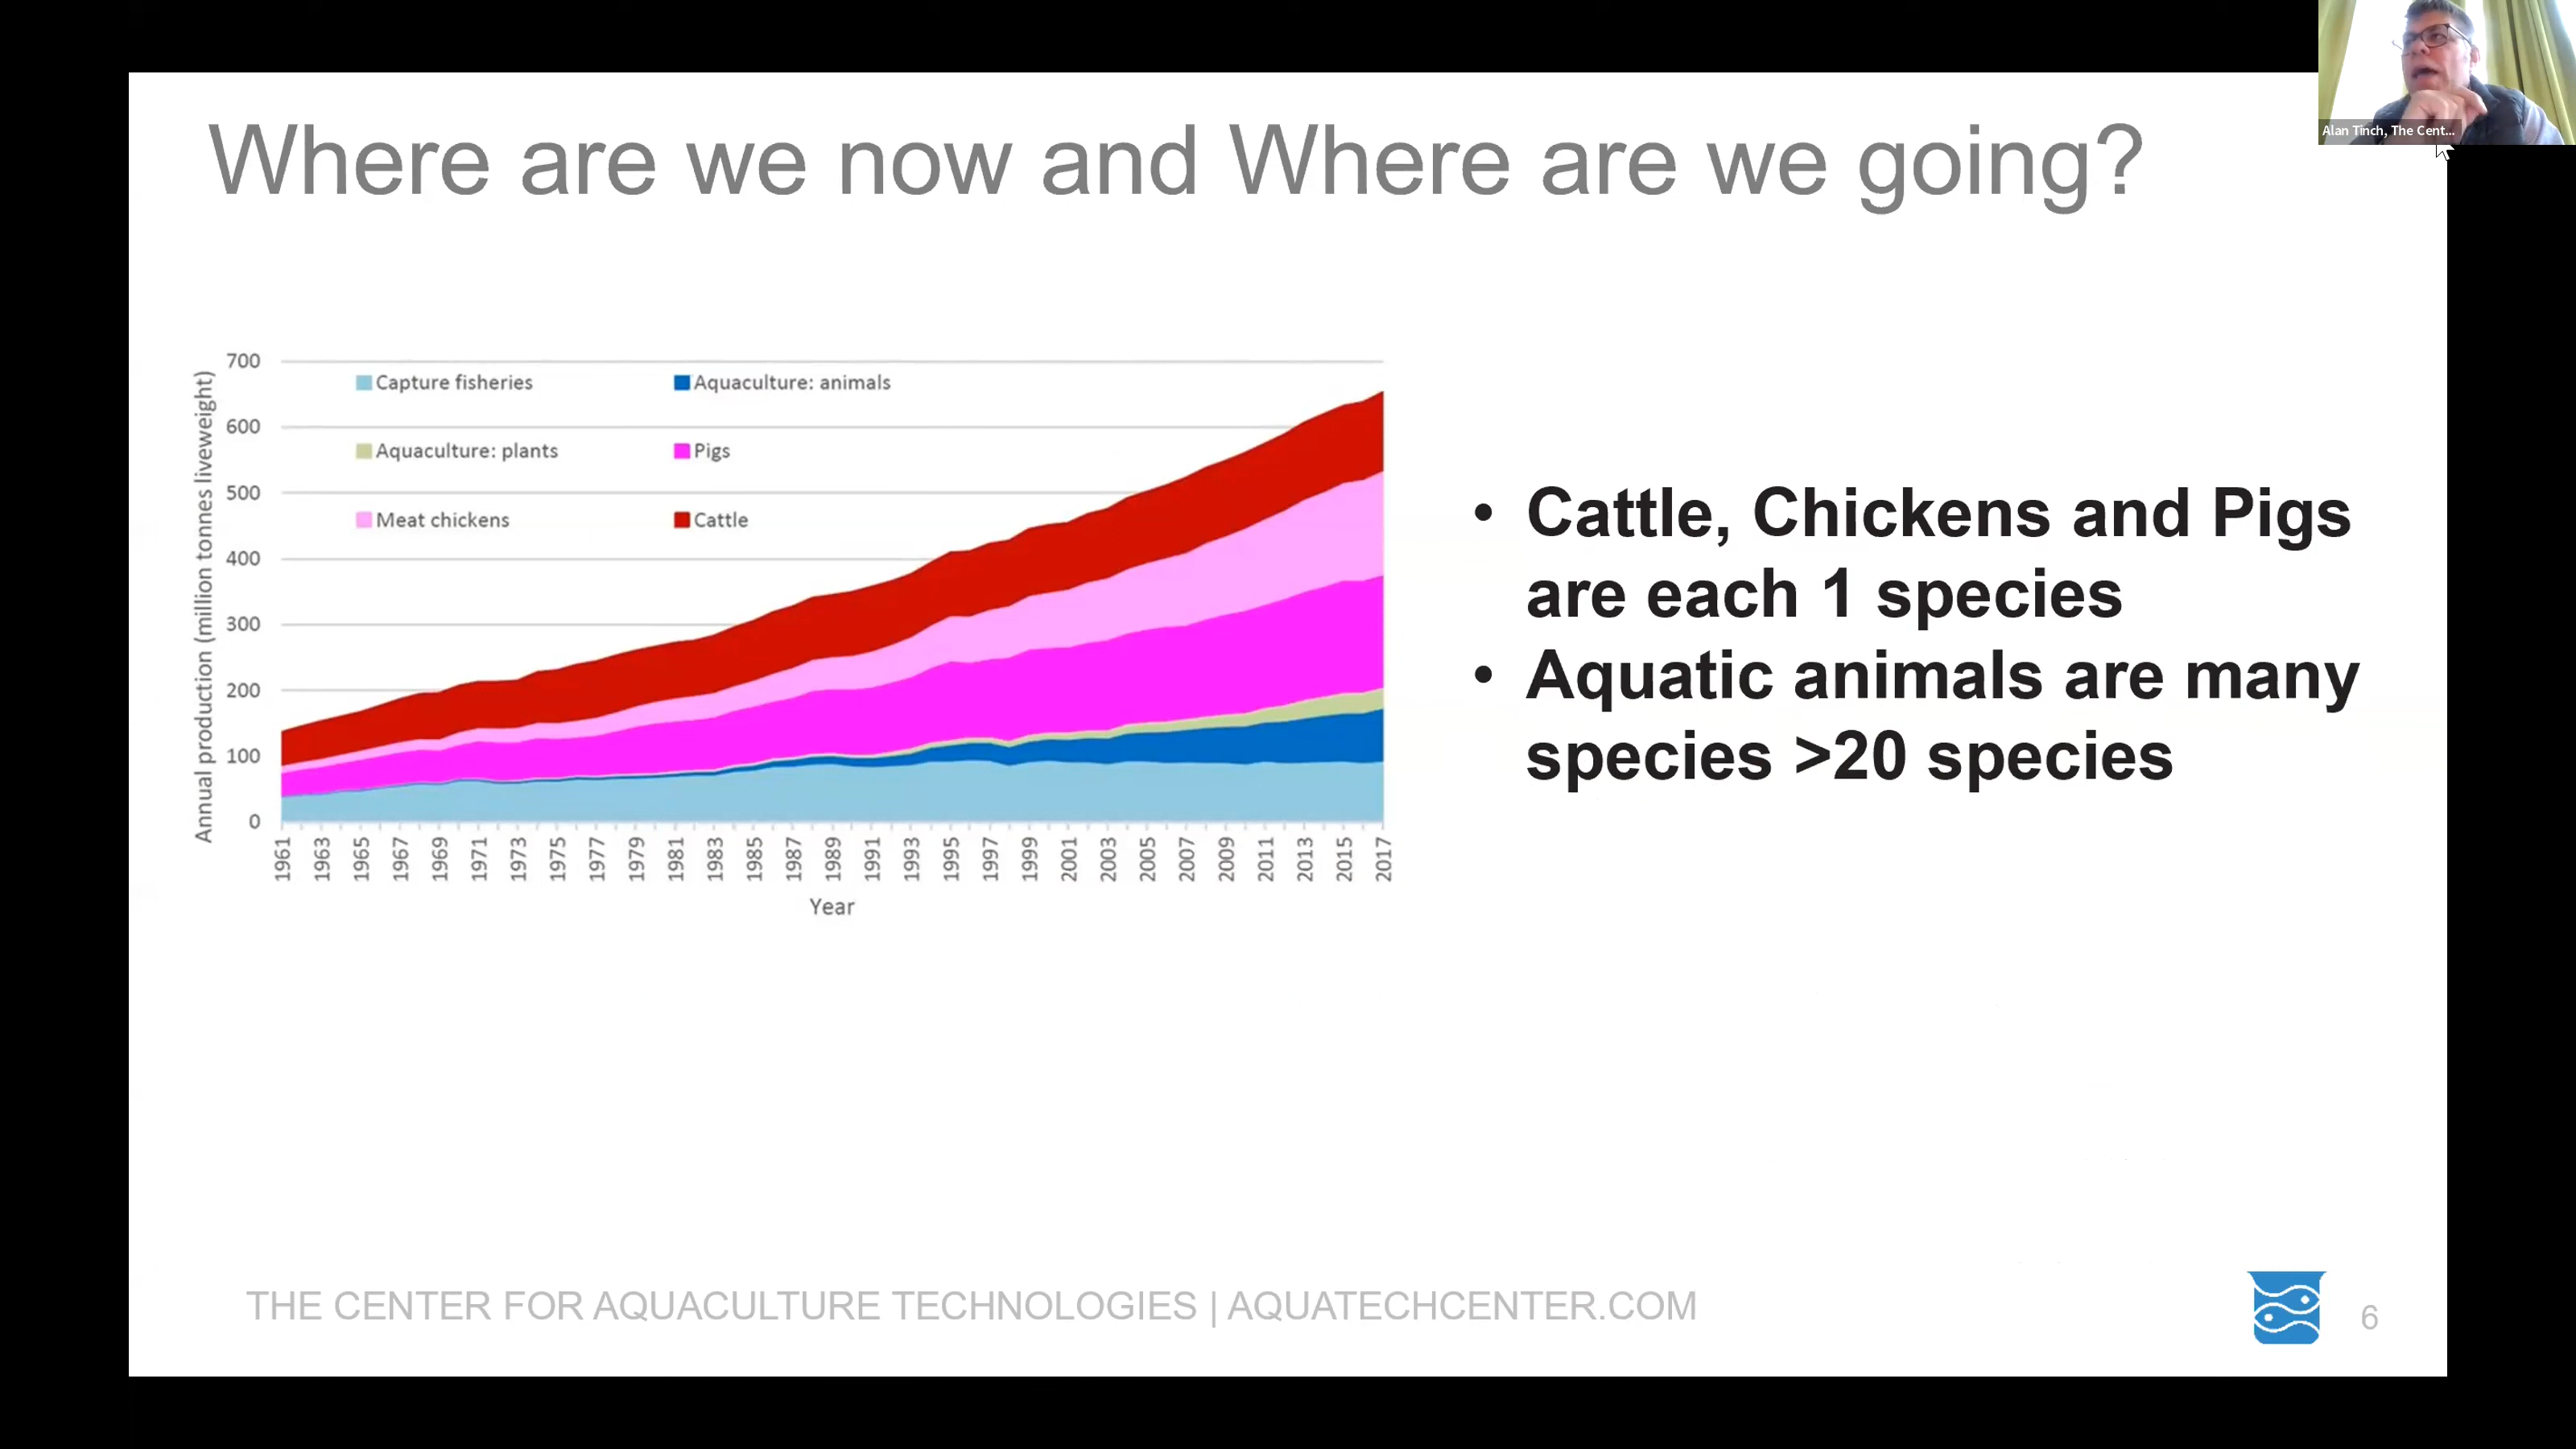 Alan Tinch, The Cent...
Where are we now and Where are we going?
Annual production (million tonnes liveweight)
700
600
500
400
300
200
100
0
Capture fisheries
Aquaculture: animals
Aquaculture: plants
Pigs
Meat chickens
Cattle
1961 1963 1965 1967 1969 1971 1973 1975 1977 1979 1981 1983 1985 1987 1989 1991 1993 1995 1997 1999 2001 2003 2005 2007 2009 2011 2013 2015 2017
Year
• Cattle, Chickens and Pigs
are each 1 species
• Aquatic animals are many
species >20 species
THE CENTER FOR AQUACULTURE TECHNOLOGIES | AQUATECHCENTER.COM
6